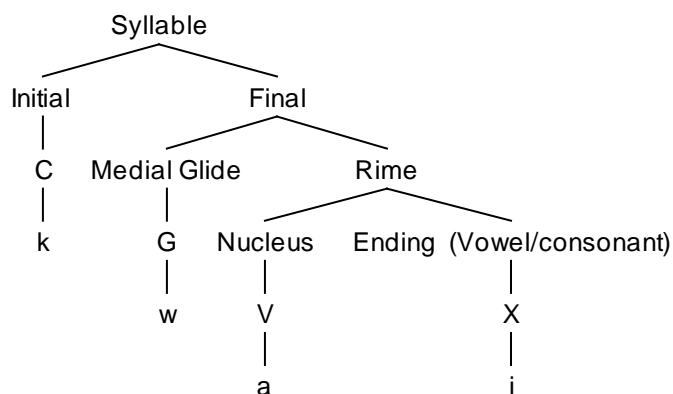 Syllable
Initial Final
C Medial Glide Rime
k G Nucleus Ending (Vowel/consonant)
w V X
a i